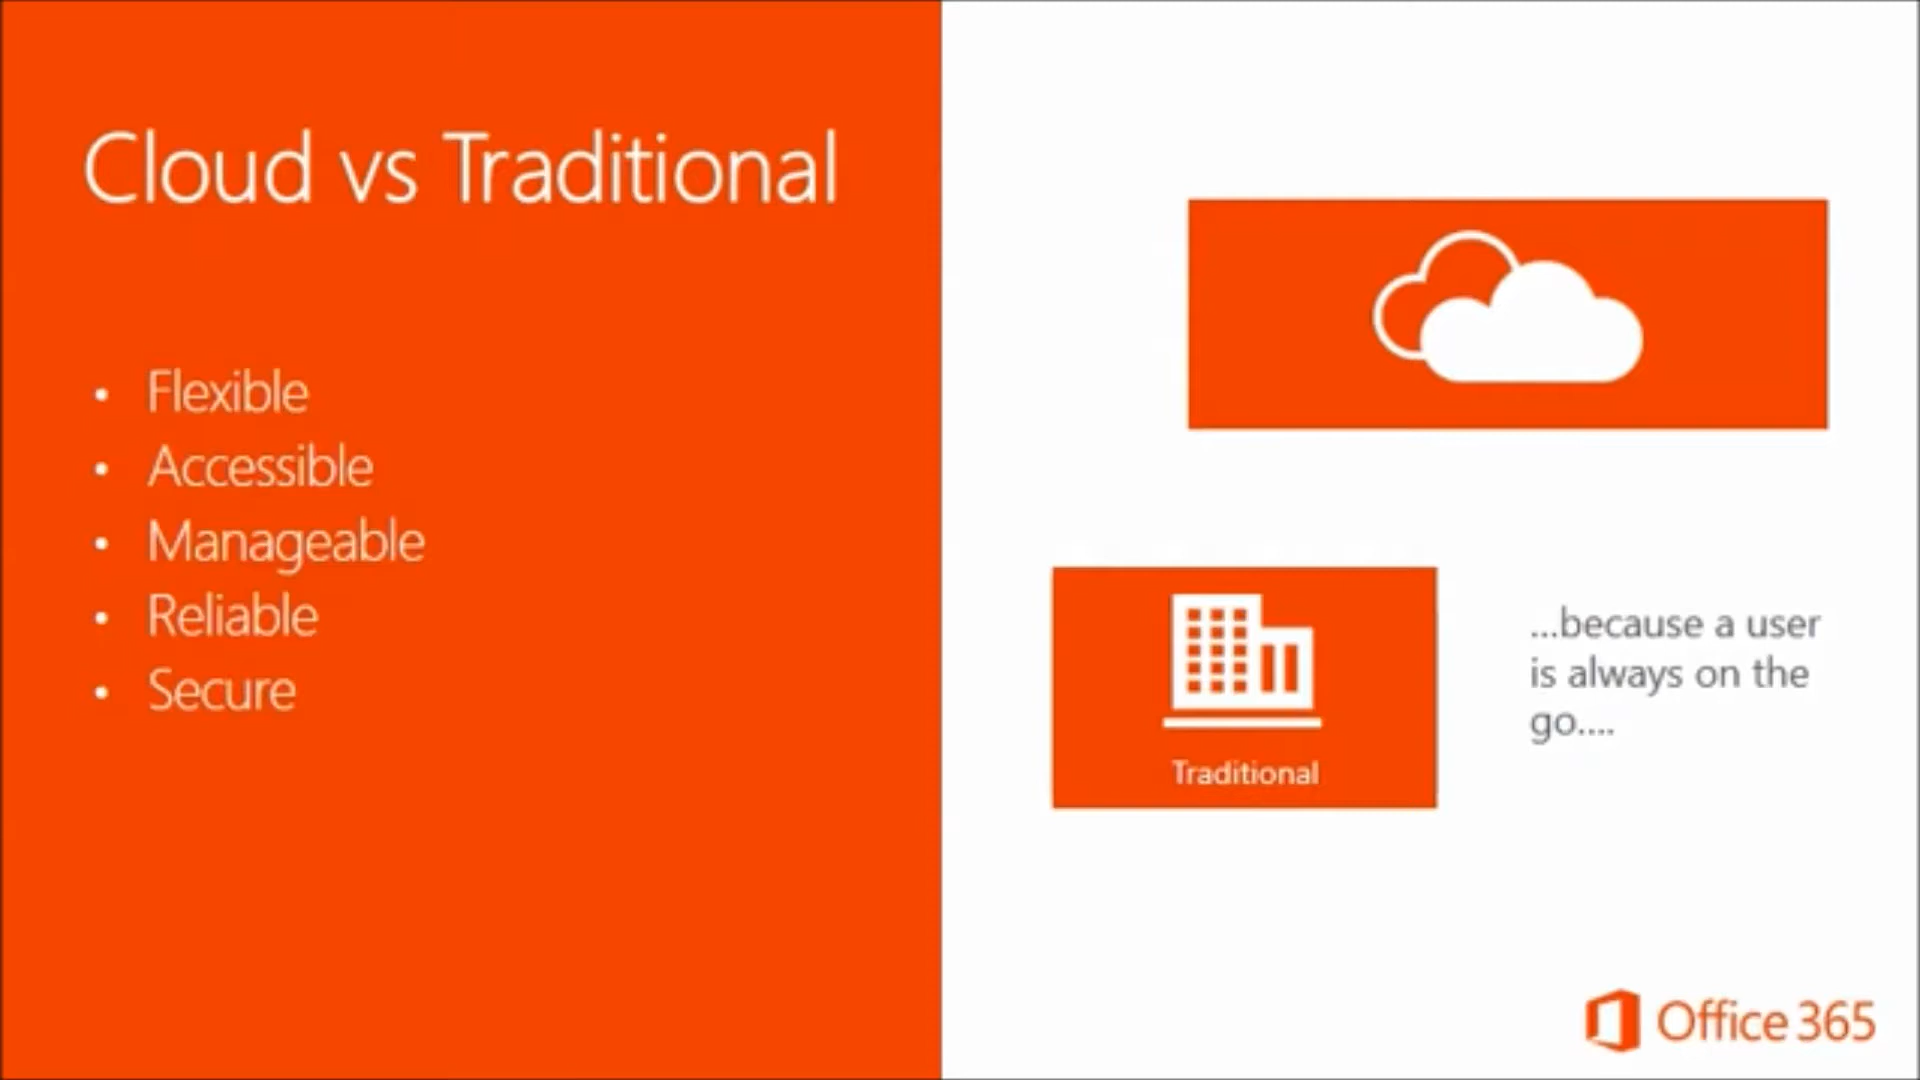 Cloud vs Traditional
• Flexible
• Accessible
• Manageable
• Reliable
• Secure
Traditional
...because a user
is always on the
go....
Office 365